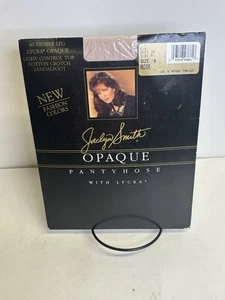 40 DENIER LEG
LYCRA® OPAQUE
LIGHT CONTROL TOP
COTTON CROTCH
SANDALFOOT
NEW
FASHION
COLORS
SIZE A
ROSE
Jaclyn Smith
OPAQUE
PANTYHOSE
WITH LYCRA®